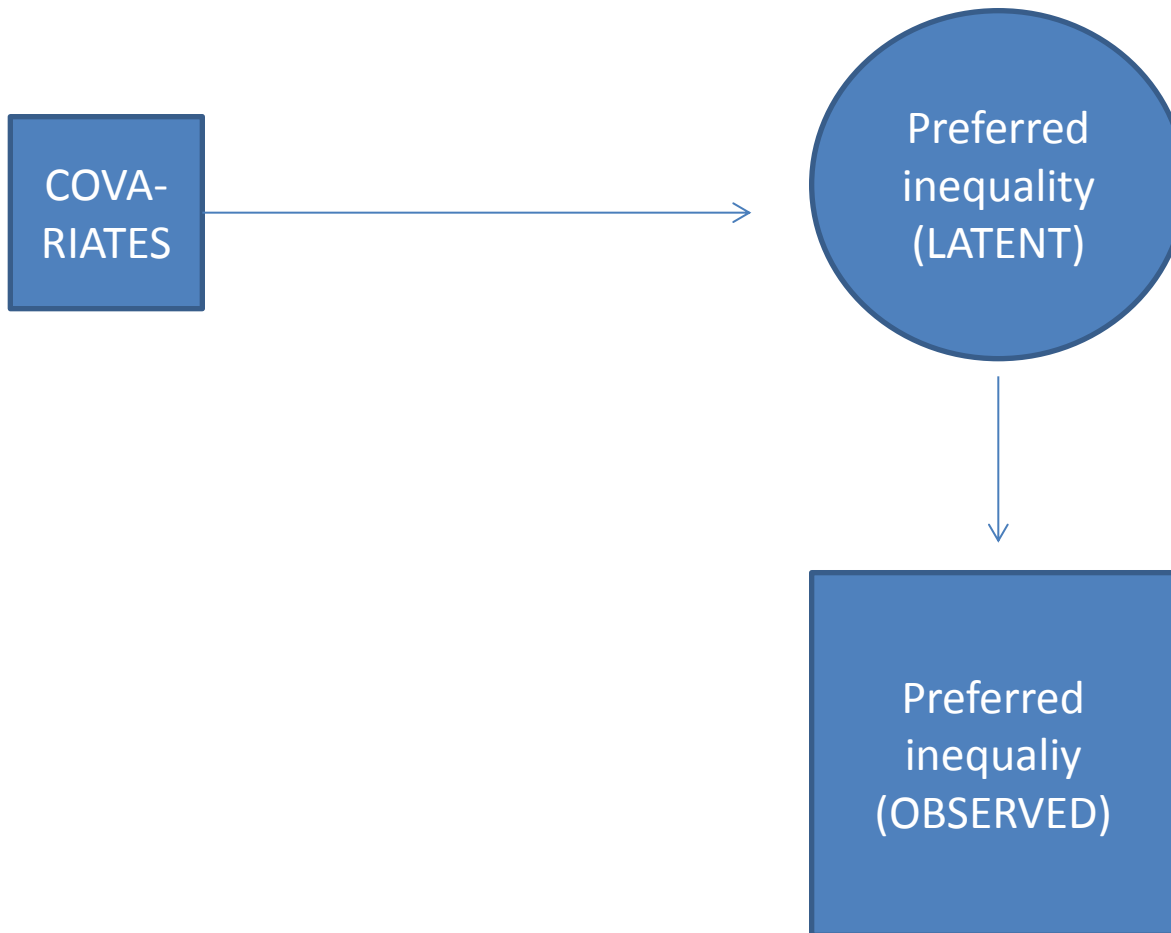 COVA-
RIATES
Preferred
inequality
(LATENT)
Preferred
inequaliy
(OBSERVED)